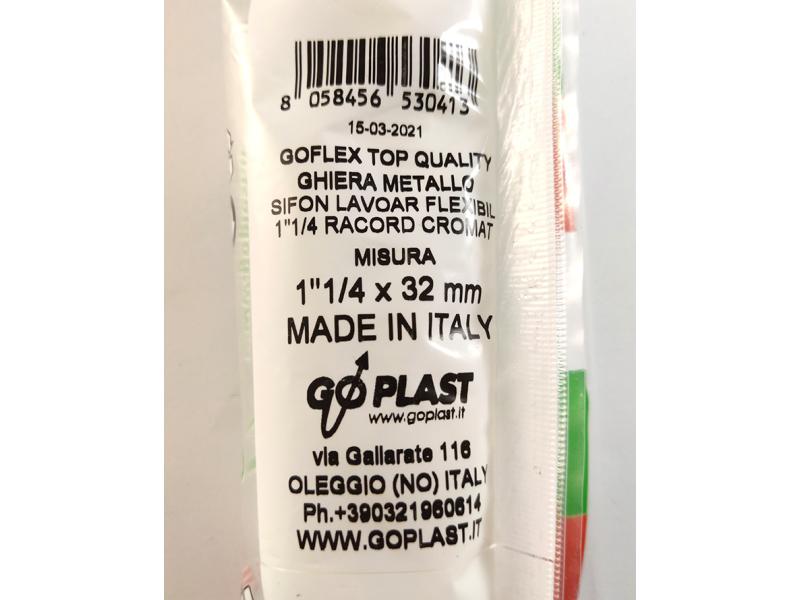 8 058456 530413
15-03-2021
GOFLEX TOP QUALITY
GHIERA METALLO
SIFON LAVOAR FLEXIBIL
1"1/4 RACORD CROMAT
MISURA
1"1/4 x 32 mm
MADE IN ITALY
GO PLAST
www.goplast.it
via Gallarate 116
OLEGGIO (NO) ITALY
Ph.+390321960614
WWW.GOPLAST.IT